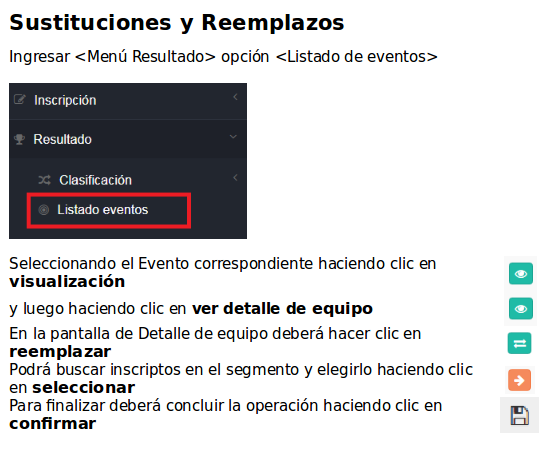 Sustituciones y Reemplazos
Ingresar <Menú Resultado> opción <Listado de eventos>
Inscripción
Resultado
Clasificación
Listado eventos
Seleccionando el Evento correspondiente haciendo clic en
visualización
y luego haciendo clic en ver detalle de equipo
En la pantalla de Detalle de equipo deberá hacer clic en
reemplazar
Podrá buscar inscriptos en el segmento y elegirlo haciendo clic
en seleccionar
Para finalizar deberá concluir la operación haciendo clic en
confirmar